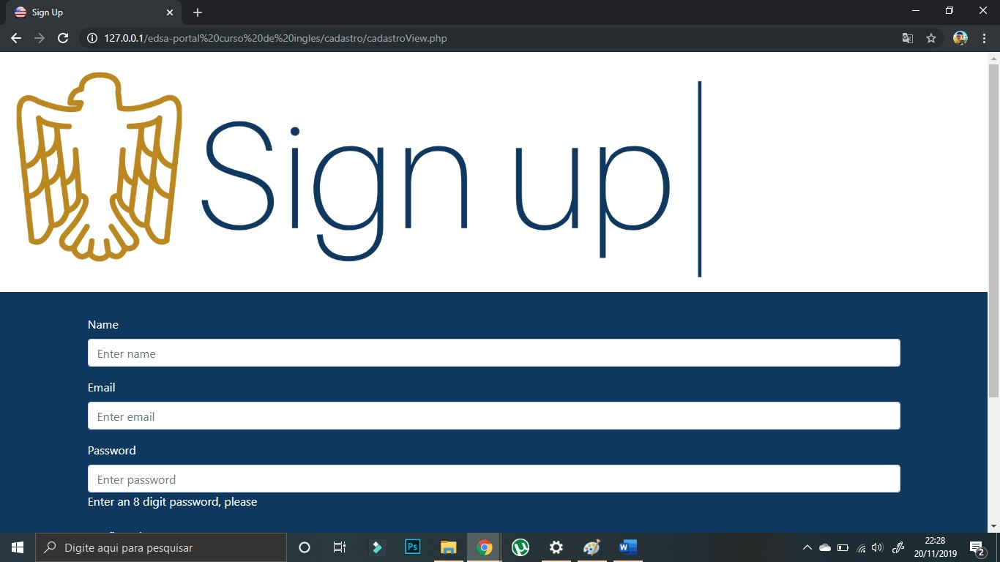 Sign Up
127.0.0.1/edsa-portal%20curso%20de%20ingles/cadastro/cadastroView.php
Sign up
Name
Enter name
Email
Enter email
Password
Enter password
Enter an 8 digit password, please
Digite aqui para pesquisar
Ps
W
22:28
20/11/2019
2